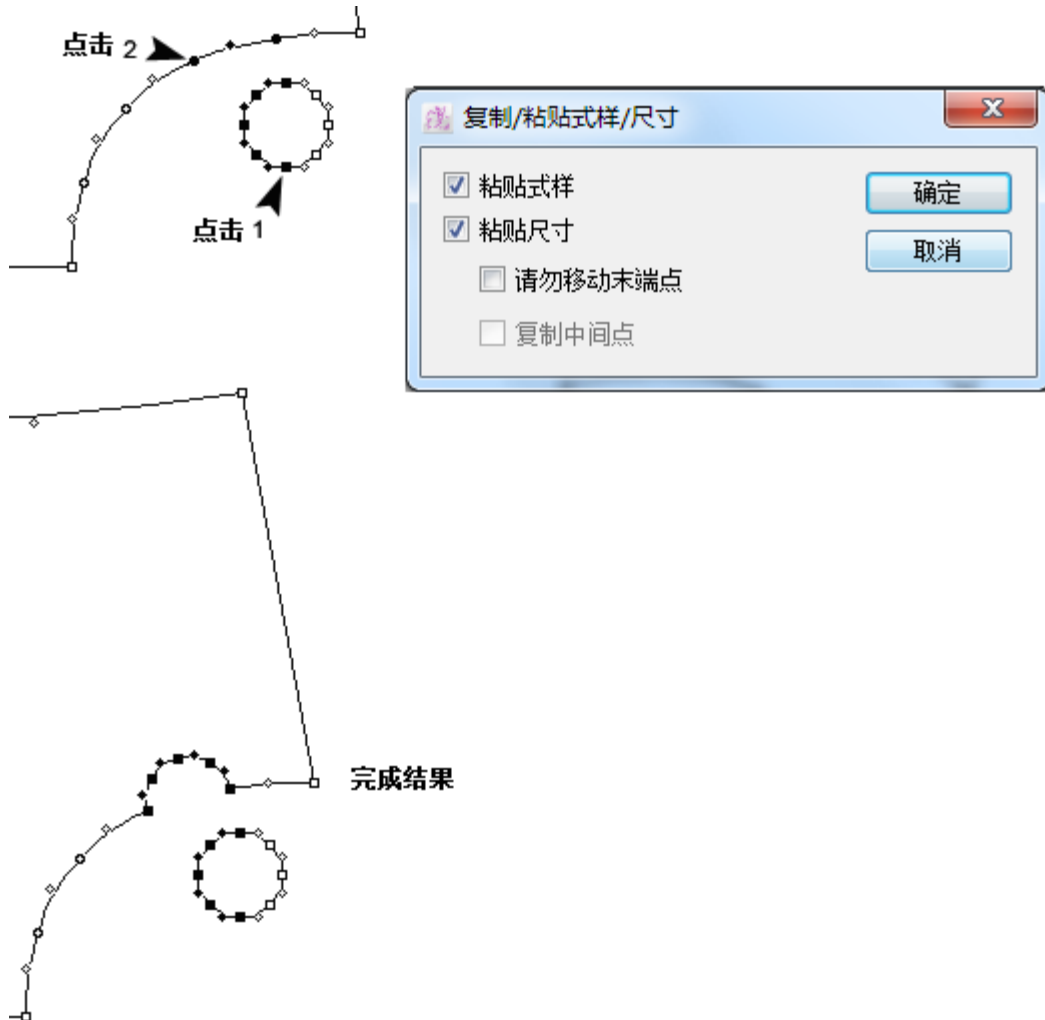 点击 2
点击 1
复制/粘贴式样/尺寸
粘贴式样
粘贴尺寸
请勿移动末端点
复制中间点
确定
取消
完成结果